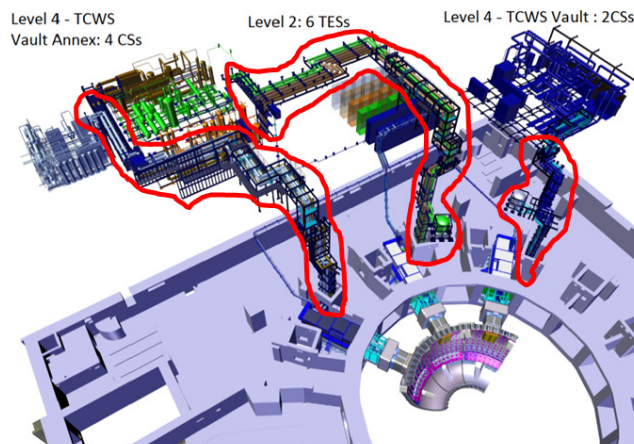 Level 4 - TCWS
Vault Annex: 4 CSs
Level 2: 6 TESs
Level 4 - TCWS Vault : 2CSs